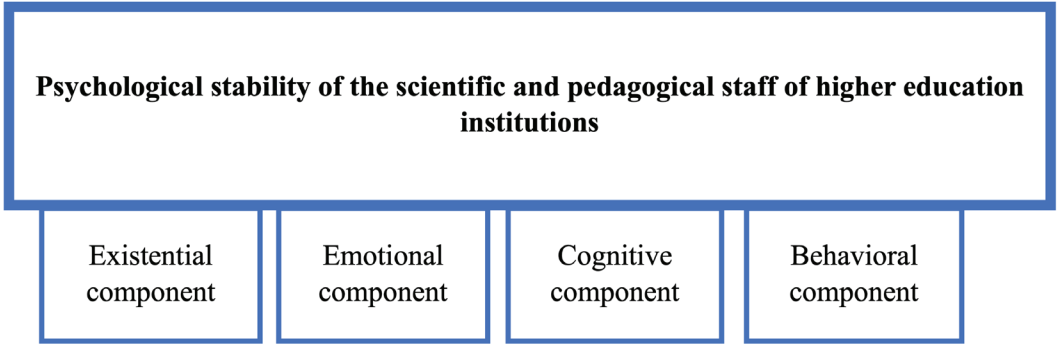 Psychological stability of the scientific and pedagogical staff of higher education
institutions
Existential
component
Emotional
component
Cognitive
component
Behavioral
component